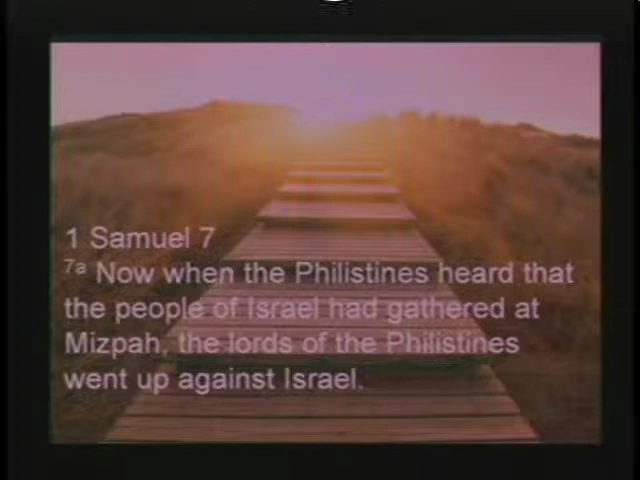 1 Samuel 7
7a Now when the Philistines heard that
the people of Israel had gathered at
Mizpah, the lords of the Philistines
went up against Israel.